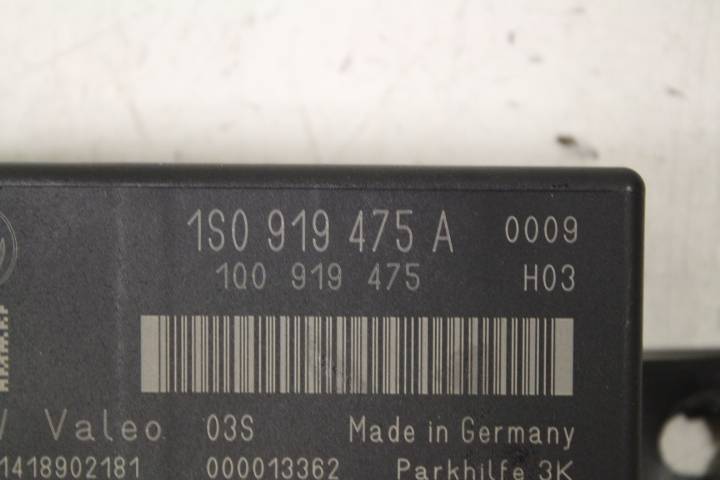 1S0 919 475 A 0009
1Q0 919 475 H03
Valeo 03S Made in Germany
1418902181 000013362 Parkhilfe 3K